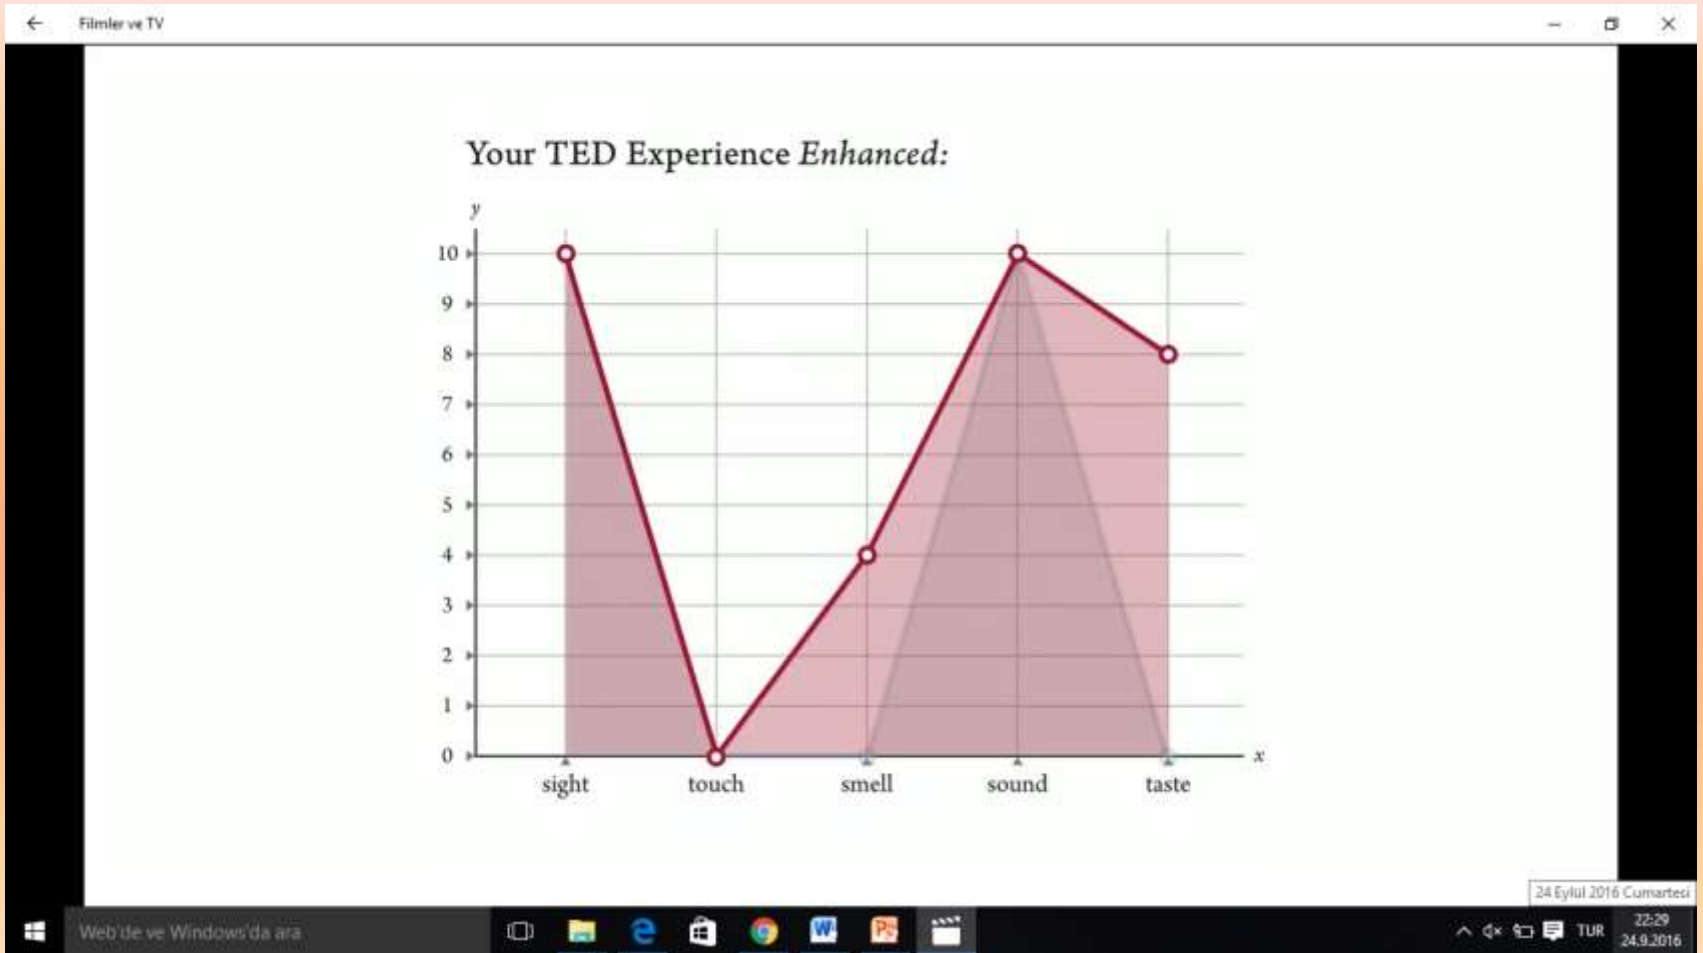 Filmler ve TV
Your TED Experience Enhanced:
y
10
9
8
7
6
5
4
3
2
1
0
x
sight touch smell sound taste
24 Eylül 2016 Cumartesi
Web'de ve Windows'da ara
TUR
22:29
24.9.2016